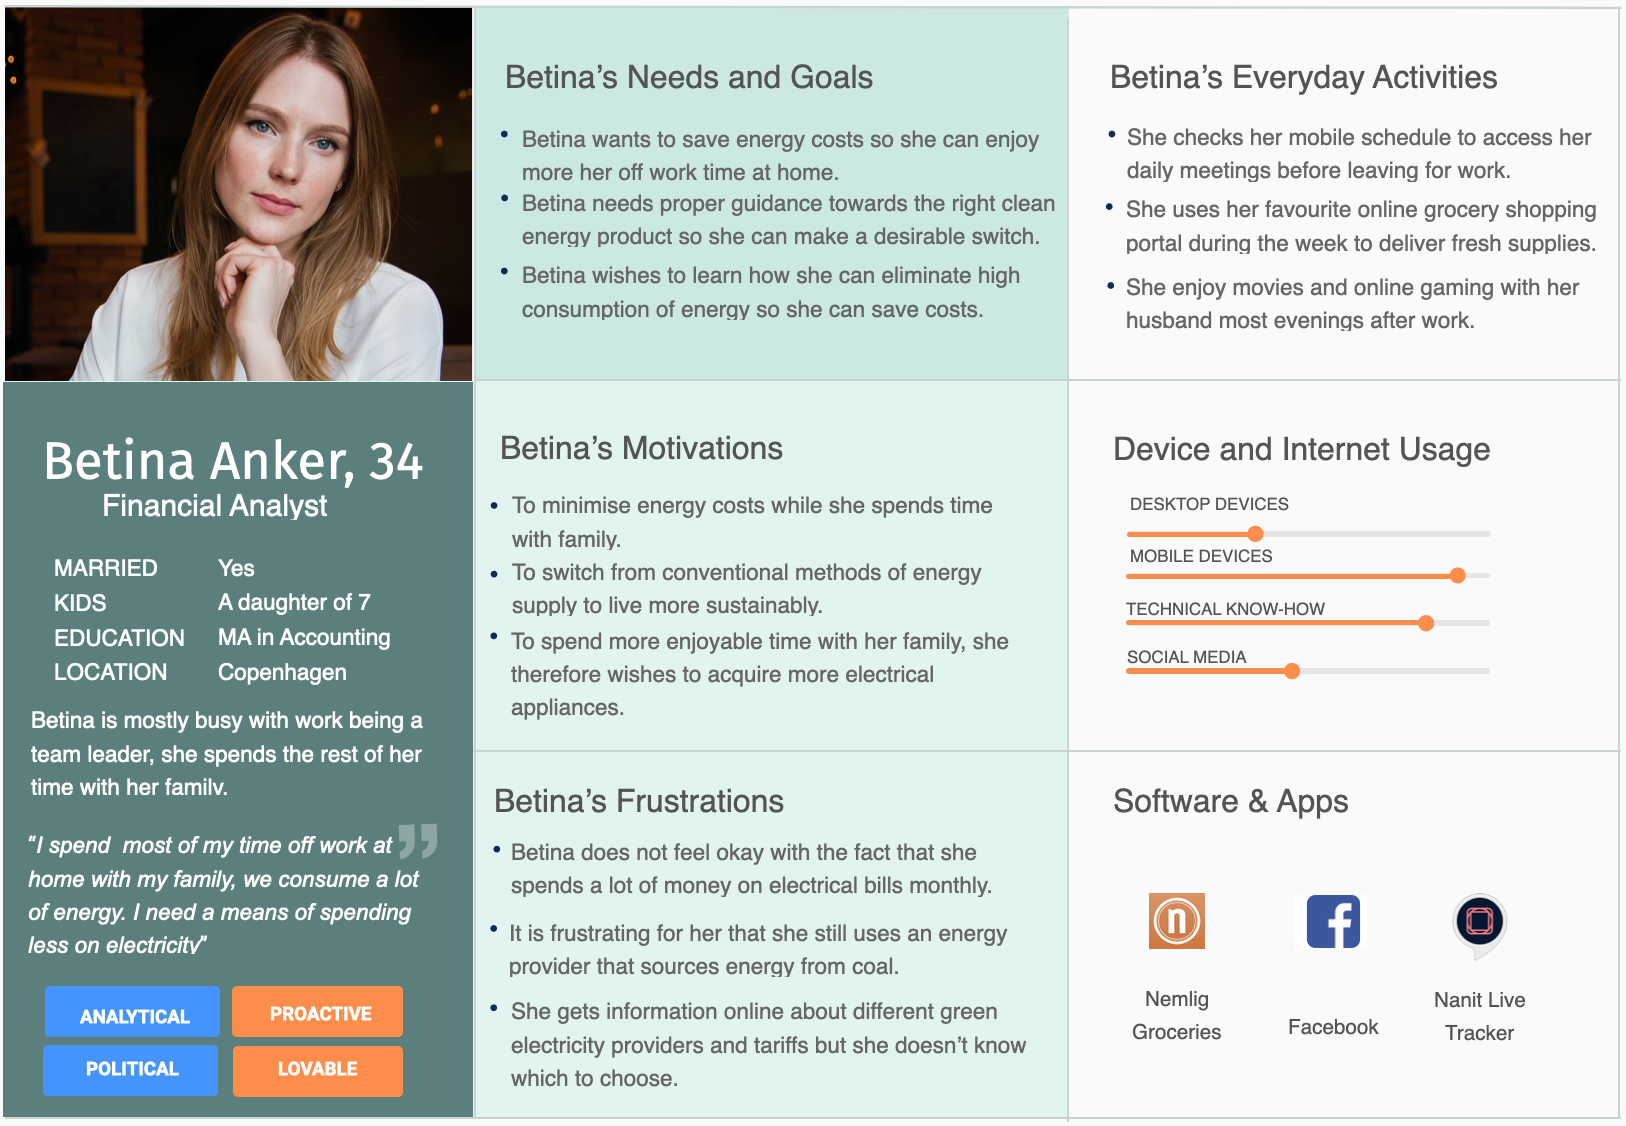 Betina Anker, 34
Financial Analyst
MARRIED Yes
KIDS A daughter of 7
EDUCATION MA in Accounting
LOCATION Copenhagen
Betina is mostly busy with work being a
team leader, she spends the rest of her
time with her family.
“I spend  most of my time off work at
home with my family, we consume a lot
of energy. I need a means of spending
less on electricity”
”
ANALYTICAL
PROACTIVE
POLITICAL
LOVABLE
Betina’s Needs and Goals
• Betina wants to save energy costs so she can enjoy
more her off work time at home.
• Betina needs proper guidance towards the right clean
energy product so she can make a desirable switch.
• Betina wishes to learn how she can eliminate high
consumption of energy so she can save costs.
Betina’s Motivations
• To minimise energy costs while she spends time
with family.
• To switch from conventional methods of energy
supply to live more sustainably.
• To spend more enjoyable time with her family, she
therefore wishes to acquire more electrical
appliances.
Betina’s Frustrations
• Betina does not feel okay with the fact that she
spends a lot of money on electrical bills monthly.
• It is frustrating for her that she still uses an energy
provider that sources energy from coal.
• She gets information online about different green
electricity providers and tariffs but she doesn’t know
which to choose.
Betina’s Everyday Activities
• She checks her mobile schedule to access her
daily meetings before leaving for work.
• She uses her favourite online grocery shopping
portal during the week to deliver fresh supplies.
• She enjoy movies and online gaming with her
husband most evenings after work.
Device and Internet Usage
DESKTOP DEVICES
MOBILE DEVICES
TECHNICAL KNOW-HOW
SOCIAL MEDIA
Software & Apps
n
f
Nemlig
Groceries
Facebook
Nanit Live
Tracker